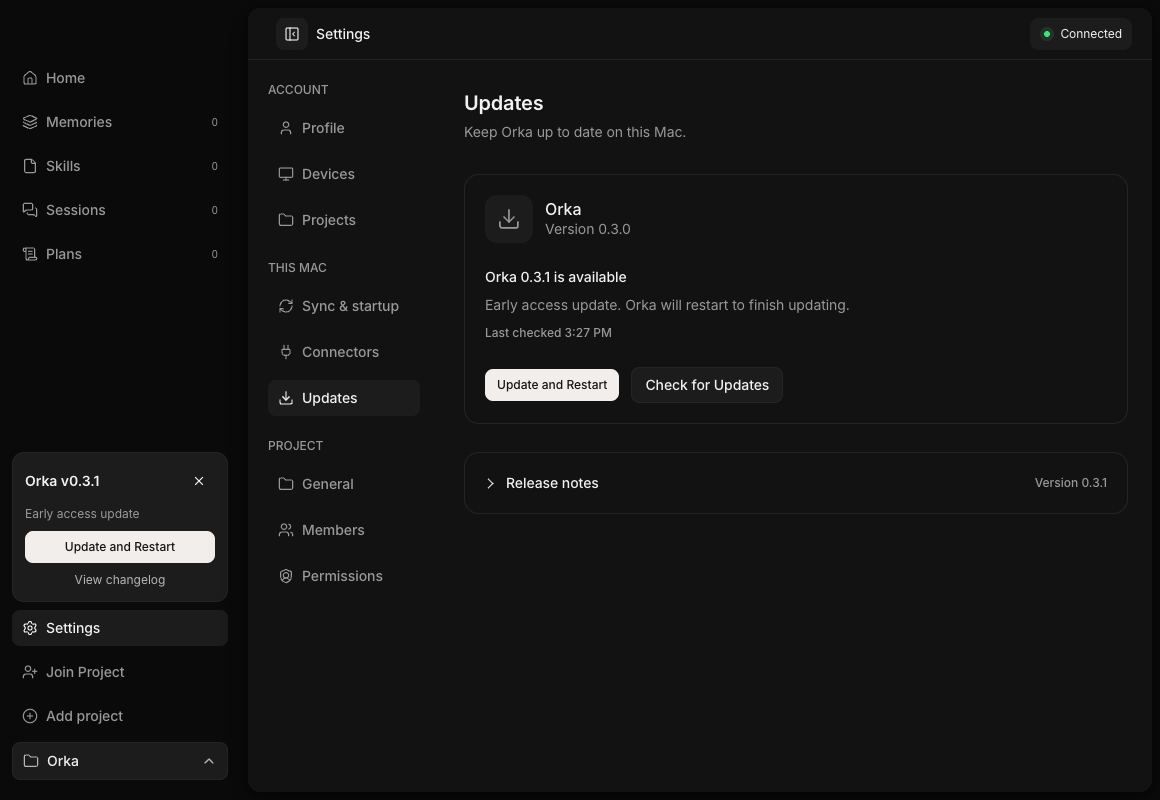 Home
Memories 0
Skills 0
Sessions 0
Plans 0
Orka v0.3.1
Early access update
Update and Restart
View changelog
Settings
Join Project
Add project
Orka
Settings
Connected
ACCOUNT
Profile
Devices
Projects
THIS MAC
Sync & startup
Connectors
Updates
PROJECT
General
Members
Permissions
Updates
Keep Orka up to date on this Mac.
Orka
Version 0.3.0
Orka 0.3.1 is available
Early access update. Orka will restart to finish updating.
Last checked 3:27 PM
Update and Restart Check for Updates
Release notes Version 0.3.1